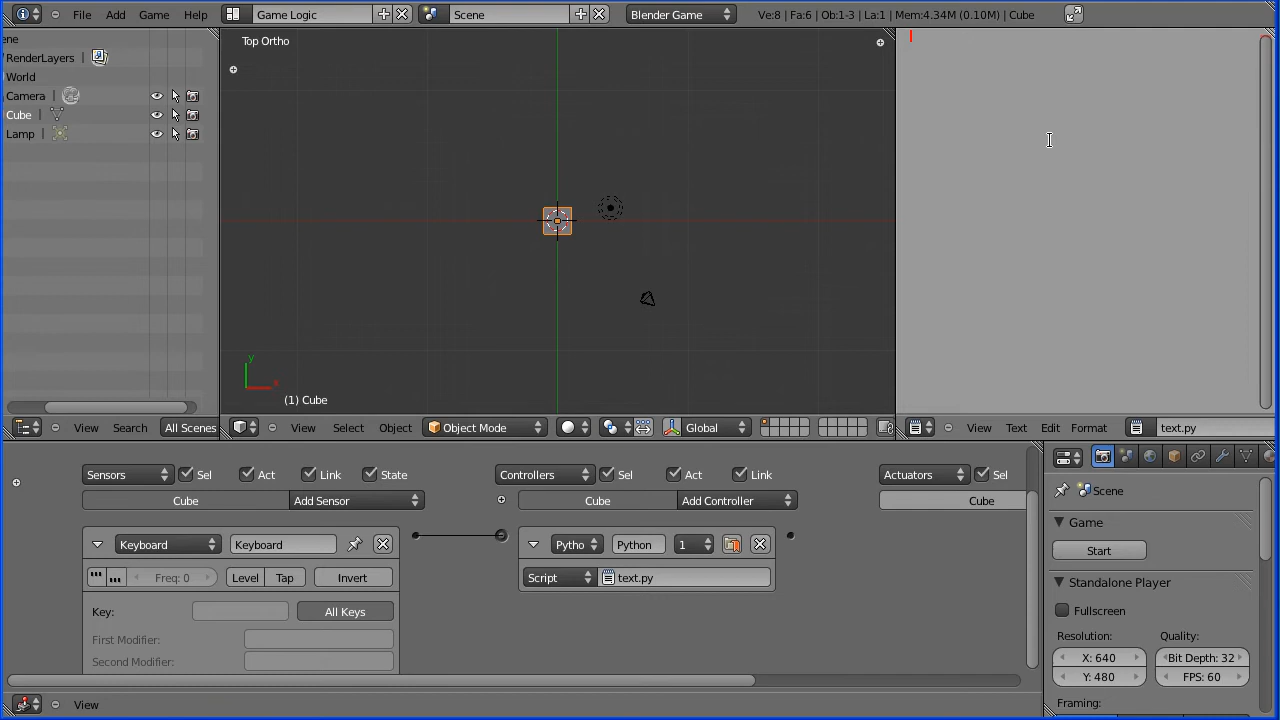 File Add Game Help Game Logic Scene Blender Game Ve:8 | Fa:6 | Ob:1-3 | La:1 | Mem:4.34M (0.10M) | Cube
ene
RenderLayers |
World
Camera |
Cube |
Lamp |
Top Ortho
y
x
(1) Cube
View Search All Scenes
View Select Object Object Mode Global
View Text Edit Format text.py
Sensors Sel Act Link State
Cube Add Sensor
Keyboard Keyboard
Freq: 0 Level Tap Invert
Key: All Keys
First Modifier:
Second Modifier:
Controllers Sel Act Link
Cube Add Controller
Pytho Python 1
Script text.py
Actuators Sel
Cube
Scene
Game
Start
Standalone Player
Fullscreen
Resolution: Quality:
X: 640 Bit Depth: 32
Y: 480 FPS: 60
Framing:
View